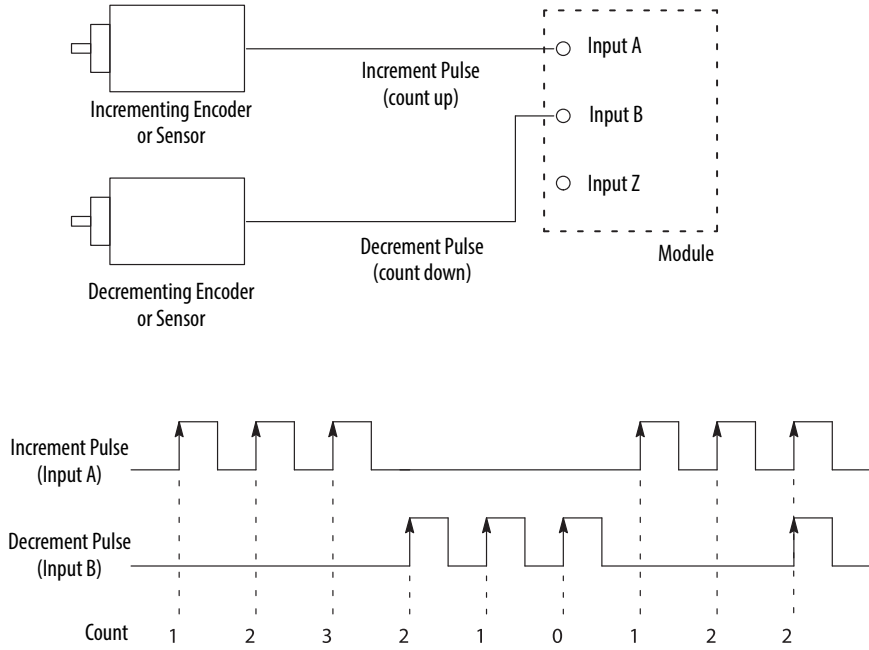 Input A
Increment Pulse
(count up)
Incrementing Encoder
or Sensor
Input B
Input Z
Decrement Pulse
(count down)
Module
Decrementing Encoder
or Sensor
Increment Pulse
(Input A)
Decrement Pulse
(Input B)
Count 1 2 3 2 1 0 1 2 2